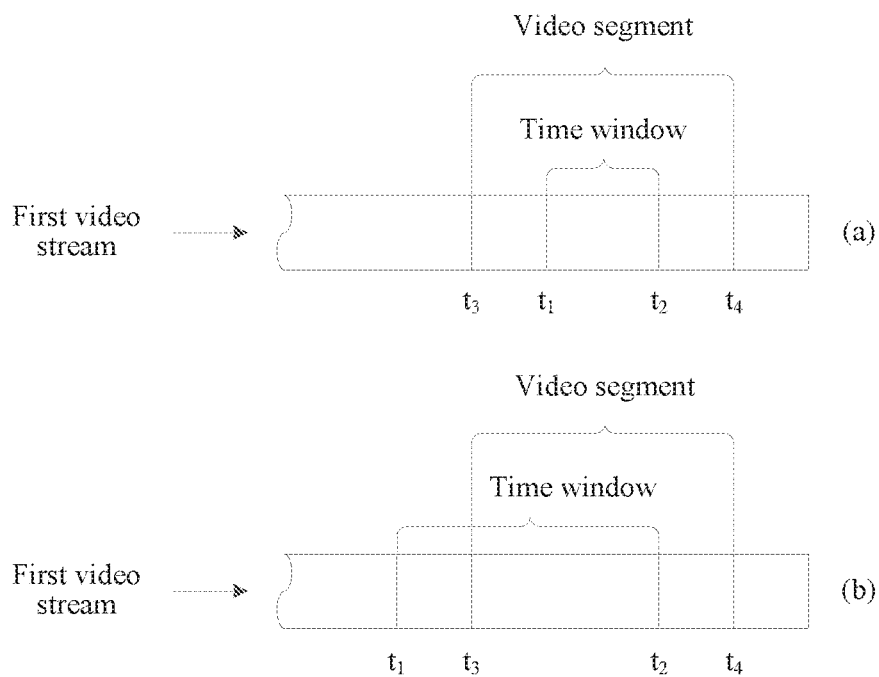 Video segment
Time window
First video
stream
(a)
t₃ t₁ t₂ t₄
Video segment
Time window
First video
stream
(b)
t₁ t₃ t₂ t₄